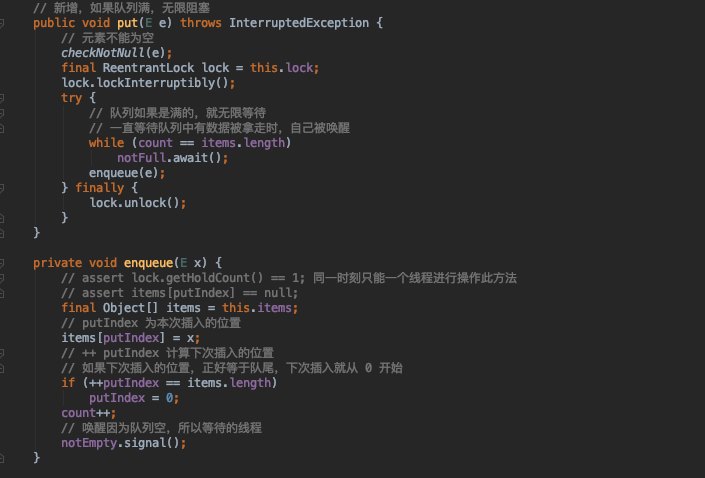 // 新增，如果队列满，无限阻塞
public void put(E e) throws InterruptedException {
// 元素不能为空
checkNotNull(e);
final ReentrantLock lock = this.lock;
lock.lockInterruptibly();
try {
// 队列如果是满的，就无限等待
// 一直等待队列中有数据被拿走时，自己被唤醒
while (count == items.length)
notFull.await();
enqueue(e);
} finally {
lock.unlock();
}
}
private void enqueue(E x) {
// assert lock.getHoldCount() == 1; 同一时刻只能一个线程进行操作此方法
// assert items[putIndex] == null;
final Object[] items = this.items;
// putIndex 为本次插入的位置
items[putIndex] = x;
// ++ putIndex 计算下次插入的位置
// 如果下次插入的位置，正好等于队尾，下次插入就从 0 开始
if (++putIndex == items.length)
putIndex = 0;
count++;
// 唤醒因为队列空，所以等待的线程
notEmpty.signal();
}